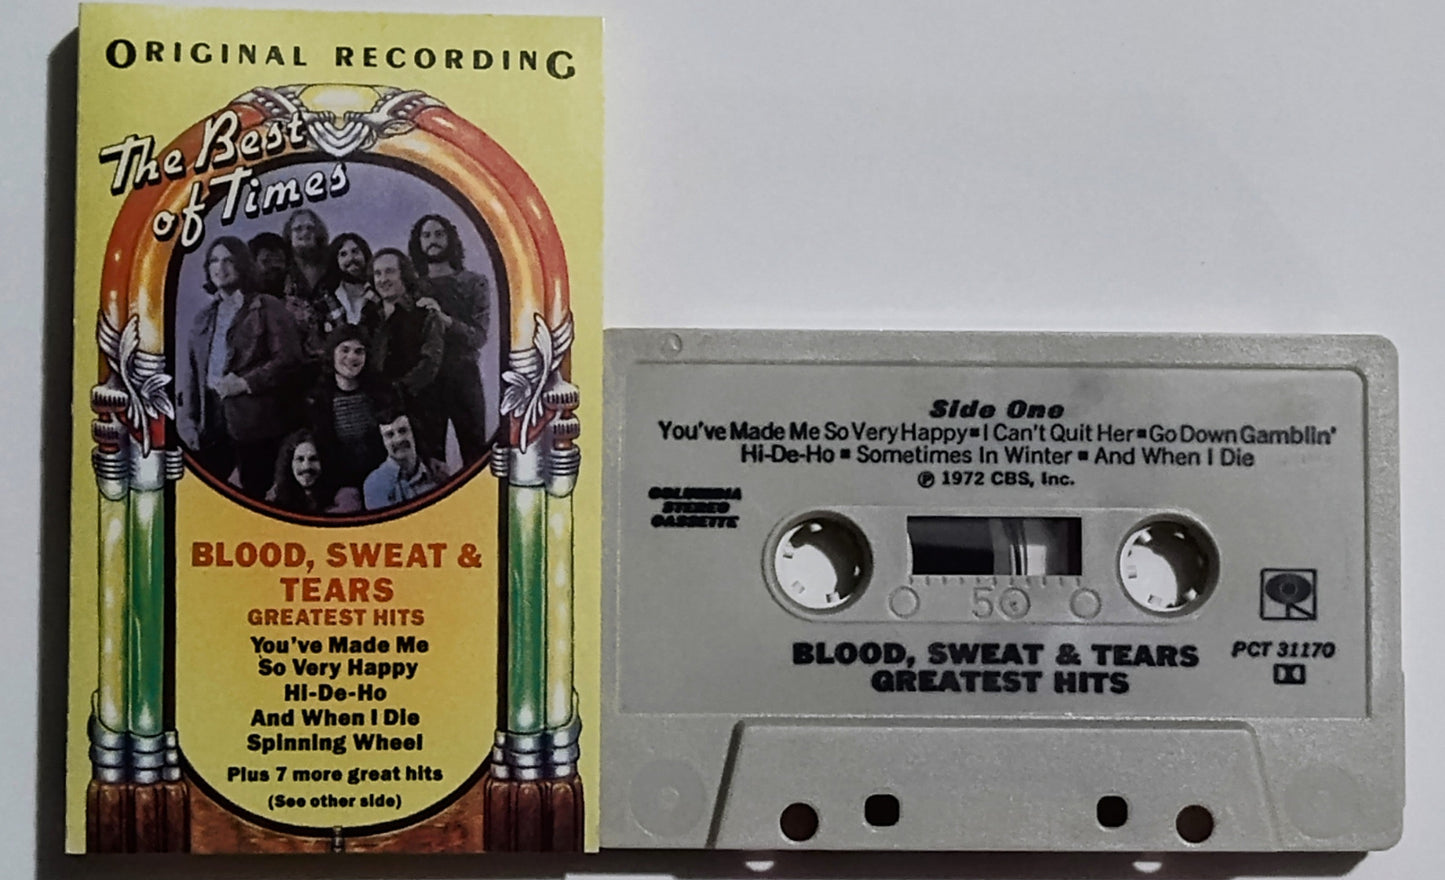 ORIGINAL RECORDING
The Best
of Times
BLOOD, SWEAT &
TEARS
GREATEST HITS
You've Made Me
So Very Happy
Hi-De-Ho
And When I Die
Spinning Wheel
Plus 7 more great hits
(See other side)
Side One
You've Made Me So Very Happy▪I Can't Quit Her▪Go Down Gamblin'
Hi-De-Ho ▪ Sometimes In Winter ▪ And When I Die
℗ 1972 CBS, Inc.
COLUMBIA
STEREO
CASSETTE
50
BLOOD, SWEAT & TEARS
GREATEST HITS
PCT 31170